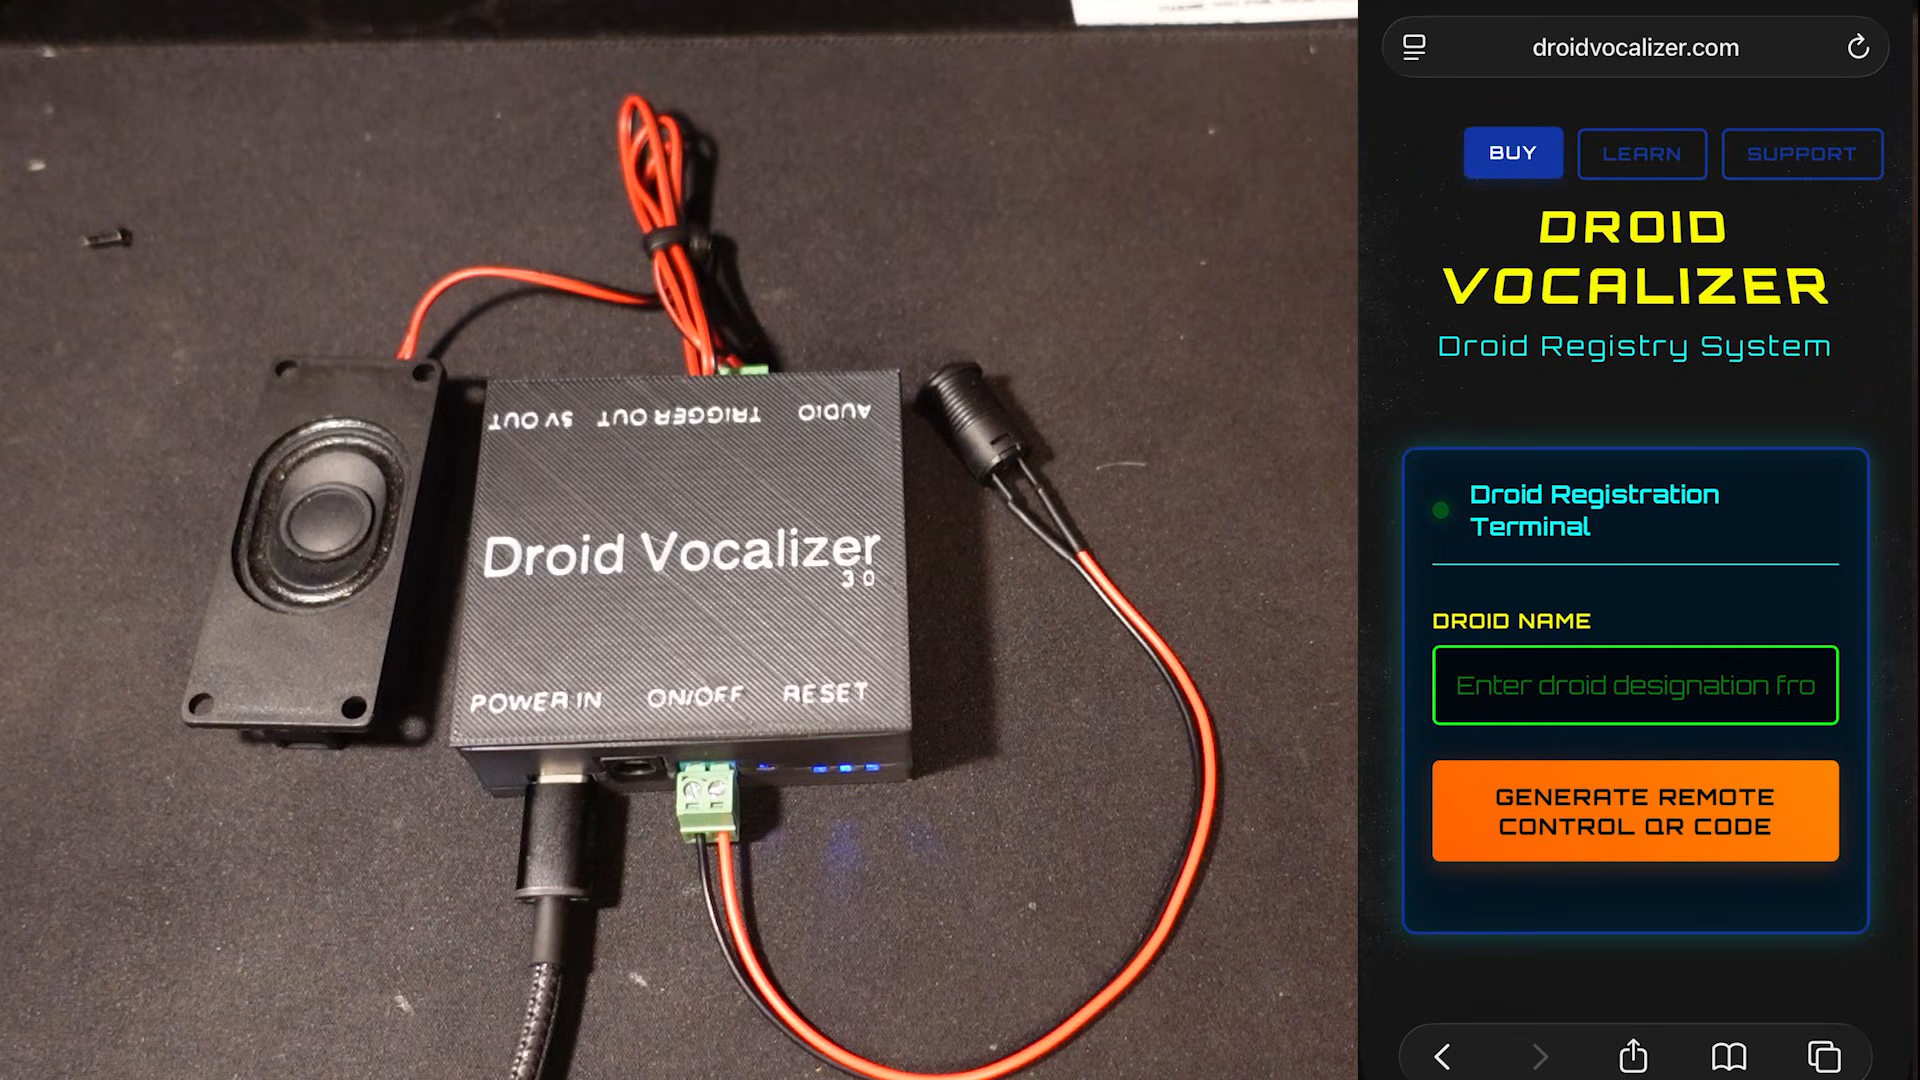 5V OUT TRIGGER OUT AUDIO
Droid Vocalizer
3.0
POWER IN ON/OFF RESET
droidvocalizer.com
BUY LEARN SUPPORT
DROID
VOCALIZER
Droid Registry System
Droid Registration
Terminal
DROID NAME
Enter droid designation fro
GENERATE REMOTE
CONTROL QR CODE